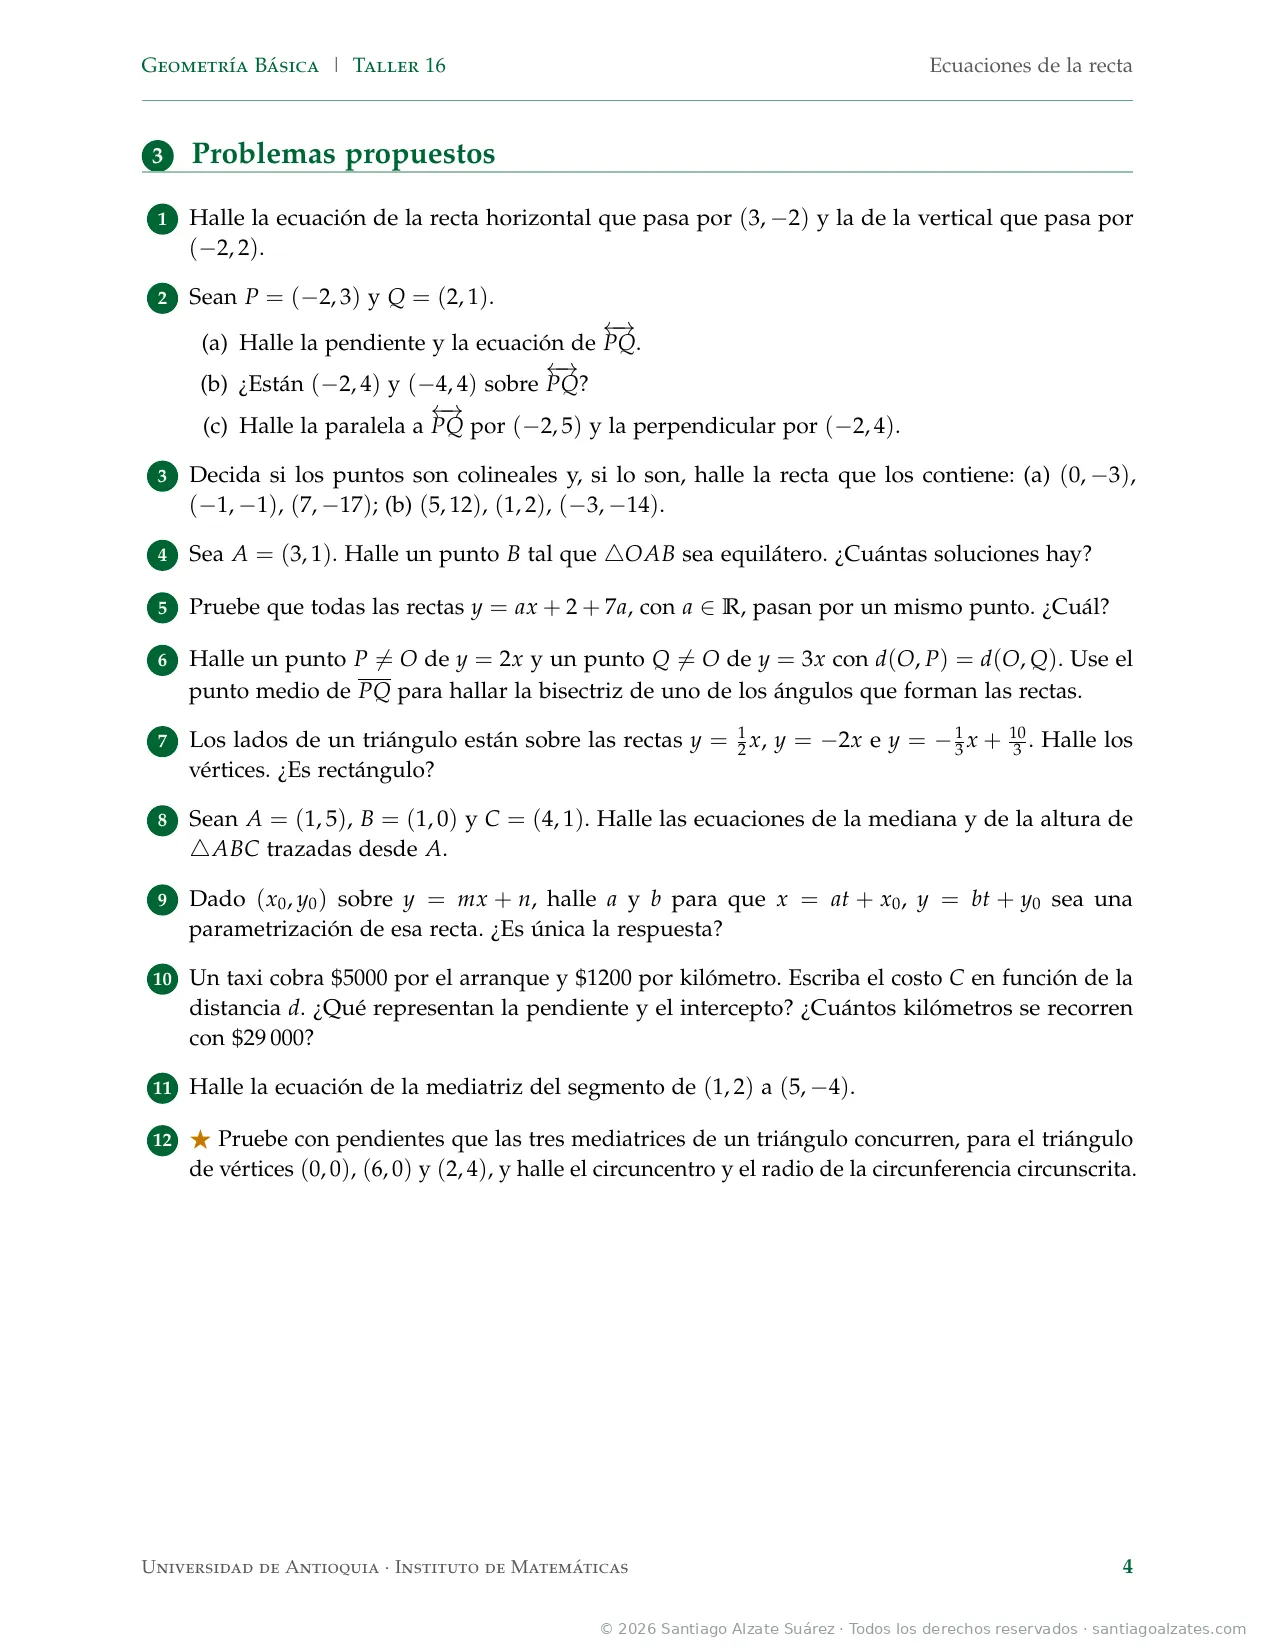 Geometría Básica | Taller 16
Ecuaciones de la recta
3 Problemas propuestos
1 Halle la ecuación de la recta horizontal que pasa por (3, −2) y la de la vertical que pasa por
(−2, 2).
2 Sean P = (−2, 3) y Q = (2, 1).
(a) Halle la pendiente y la ecuación de \overleftrightarrow{PQ}.
(b) ¿Están (−2, 4) y (−4, 4) sobre \overleftrightarrow{PQ}?
(c) Halle la paralela a \overleftrightarrow{PQ} por (−2, 5) y la perpendicular por (−2, 4).
3 Decida si los puntos son colineales y, si lo son, halle la recta que los contiene: (a) (0, −3),
(−1, −1), (7, −17); (b) (5, 12), (1, 2), (−3, −14).
4 Sea A = (3, 1). Halle un punto B tal que △OAB sea equilátero. ¿Cuántas soluciones hay?
5 Pruebe que todas las rectas y = ax + 2 + 7a, con a ∈ ℝ, pasan por un mismo punto. ¿Cuál?
6 Halle un punto P ≠ O de y = 2x y un punto Q ≠ O de y = 3x con d(O, P) = d(O, Q). Use el
punto medio de \overline{PQ} para hallar la bisectriz de uno de los ángulos que forman las rectas.
7 Los lados de un triángulo están sobre las rectas y = \frac{1}{2}x, y = −2x e y = −\frac{1}{3}x + \frac{10}{3}. Halle los
vértices. ¿Es rectángulo?
8 Sean A = (1, 5), B = (1, 0) y C = (4, 1). Halle las ecuaciones de la mediana y de la altura de
△ABC trazadas desde A.
9 Dado (x₀, y₀) sobre y = mx + n, halle a y b para que x = at + x₀, y = bt + y₀ sea una
parametrización de esa recta. ¿Es única la respuesta?
10 Un taxi cobra $5000 por el arranque y $1200 por kilómetro. Escriba el costo C en función de la
distancia d. ¿Qué representan la pendiente y el intercepto? ¿Cuántos kilómetros se recorren
con $29 000?
11 Halle la ecuación de la mediatriz del segmento de (1, 2) a (5, −4).
12 ★ Pruebe con pendientes que las tres mediatrices de un triángulo concurren, para el triángulo
de vértices (0, 0), (6, 0) y (2, 4), y halle el circuncentro y el radio de la circunferencia circunscrita.
Universidad de Antioquia · Instituto de Matemáticas
4
© 2026 Santiago Alzate Suárez · Todos los derechos reservados · santiagoalzates.com